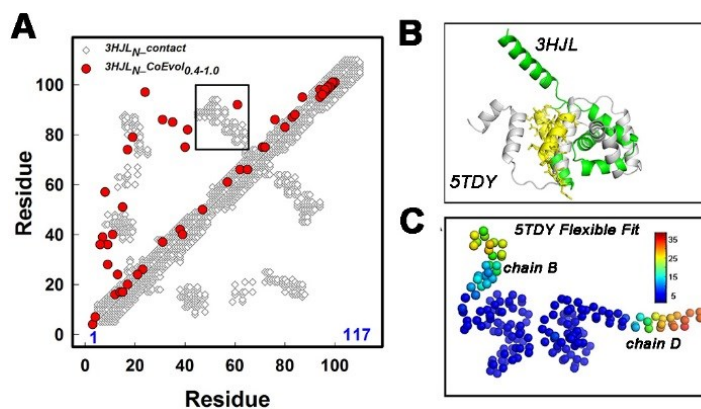 A
3HJL_N_contact
3HJL_N_CoEvol_0.4-1.0
Residue
100
80
60
40
20
0
1
117
0 20 40 60 80 100
Residue
B
3HJL
5TDY
C
5TDY Flexible Fit
chain B
35
25
15
5
chain D